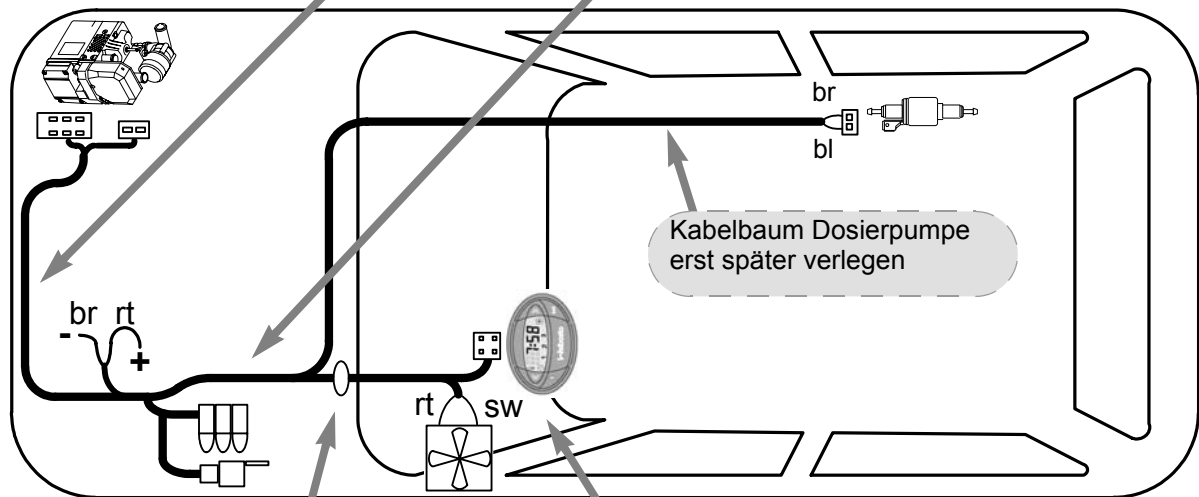 br
bl
Kabelbaum Dosierpumpe
erst später verlegen
br rt
- +
7:58
rt sw